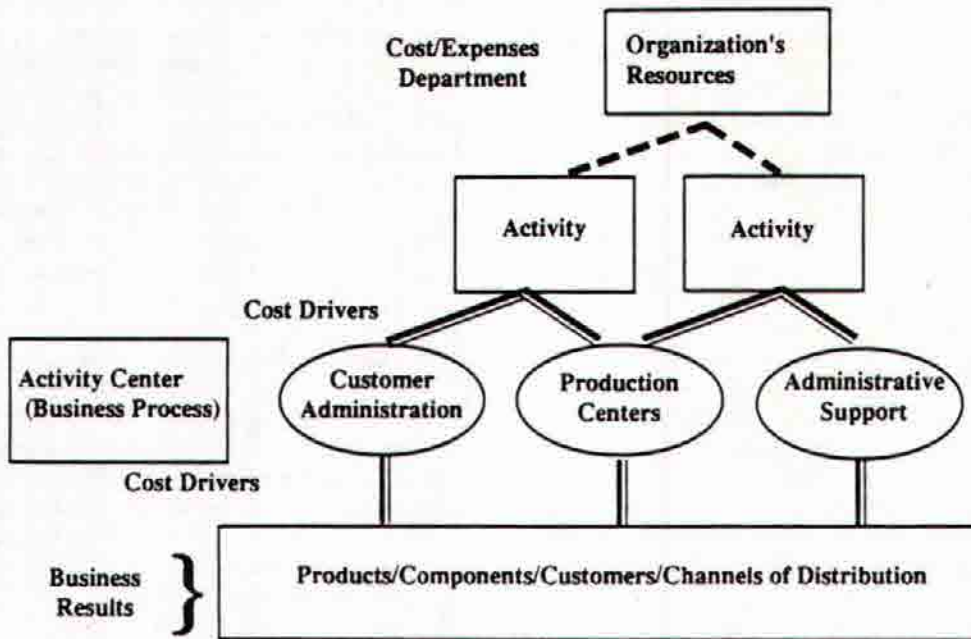 Cost/Expenses
Department
Organization's
Resources
Activity
Activity
Cost Drivers
Activity Center
(Business Process)
Customer
Administration
Production
Centers
Administrative
Support
Cost Drivers
Business
Results
Products/Components/Customers/Channels of Distribution